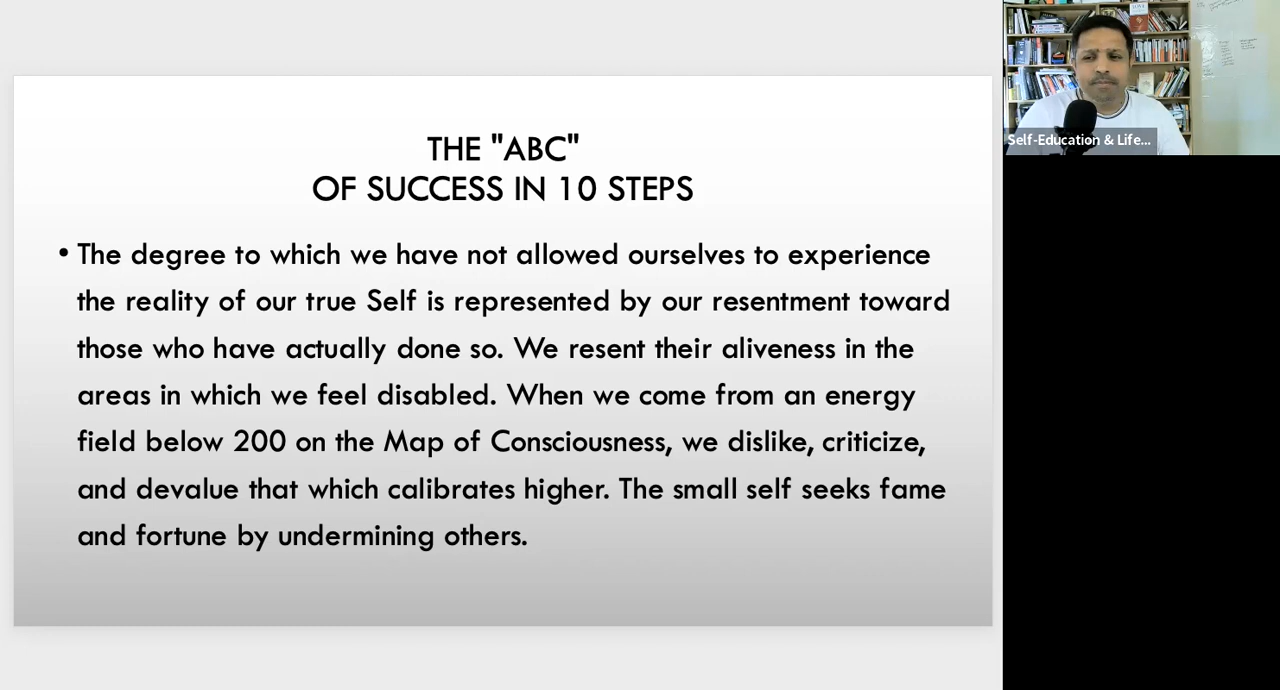 THE "ABC"
OF SUCCESS IN 10 STEPS
• The degree to which we have not allowed ourselves to experience
the reality of our true Self is represented by our resentment toward
those who have actually done so. We resent their aliveness in the
areas in which we feel disabled. When we come from an energy
field below 200 on the Map of Consciousness, we dislike, criticize,
and devalue that which calibrates higher. The small self seeks fame
and fortune by undermining others.
Self-Education & Life...